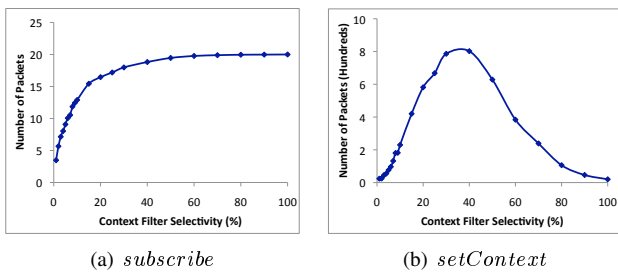 25
20
15
10
5
0
Number of Packets
0 20 40 60 80 100
Context Filter Selectivity (%)
(a) subscribe
10
8
6
4
2
0
Number of Packets (Hundreds)
0 20 40 60 80 100
Context Filter Selectivity (%)
(b) setContext